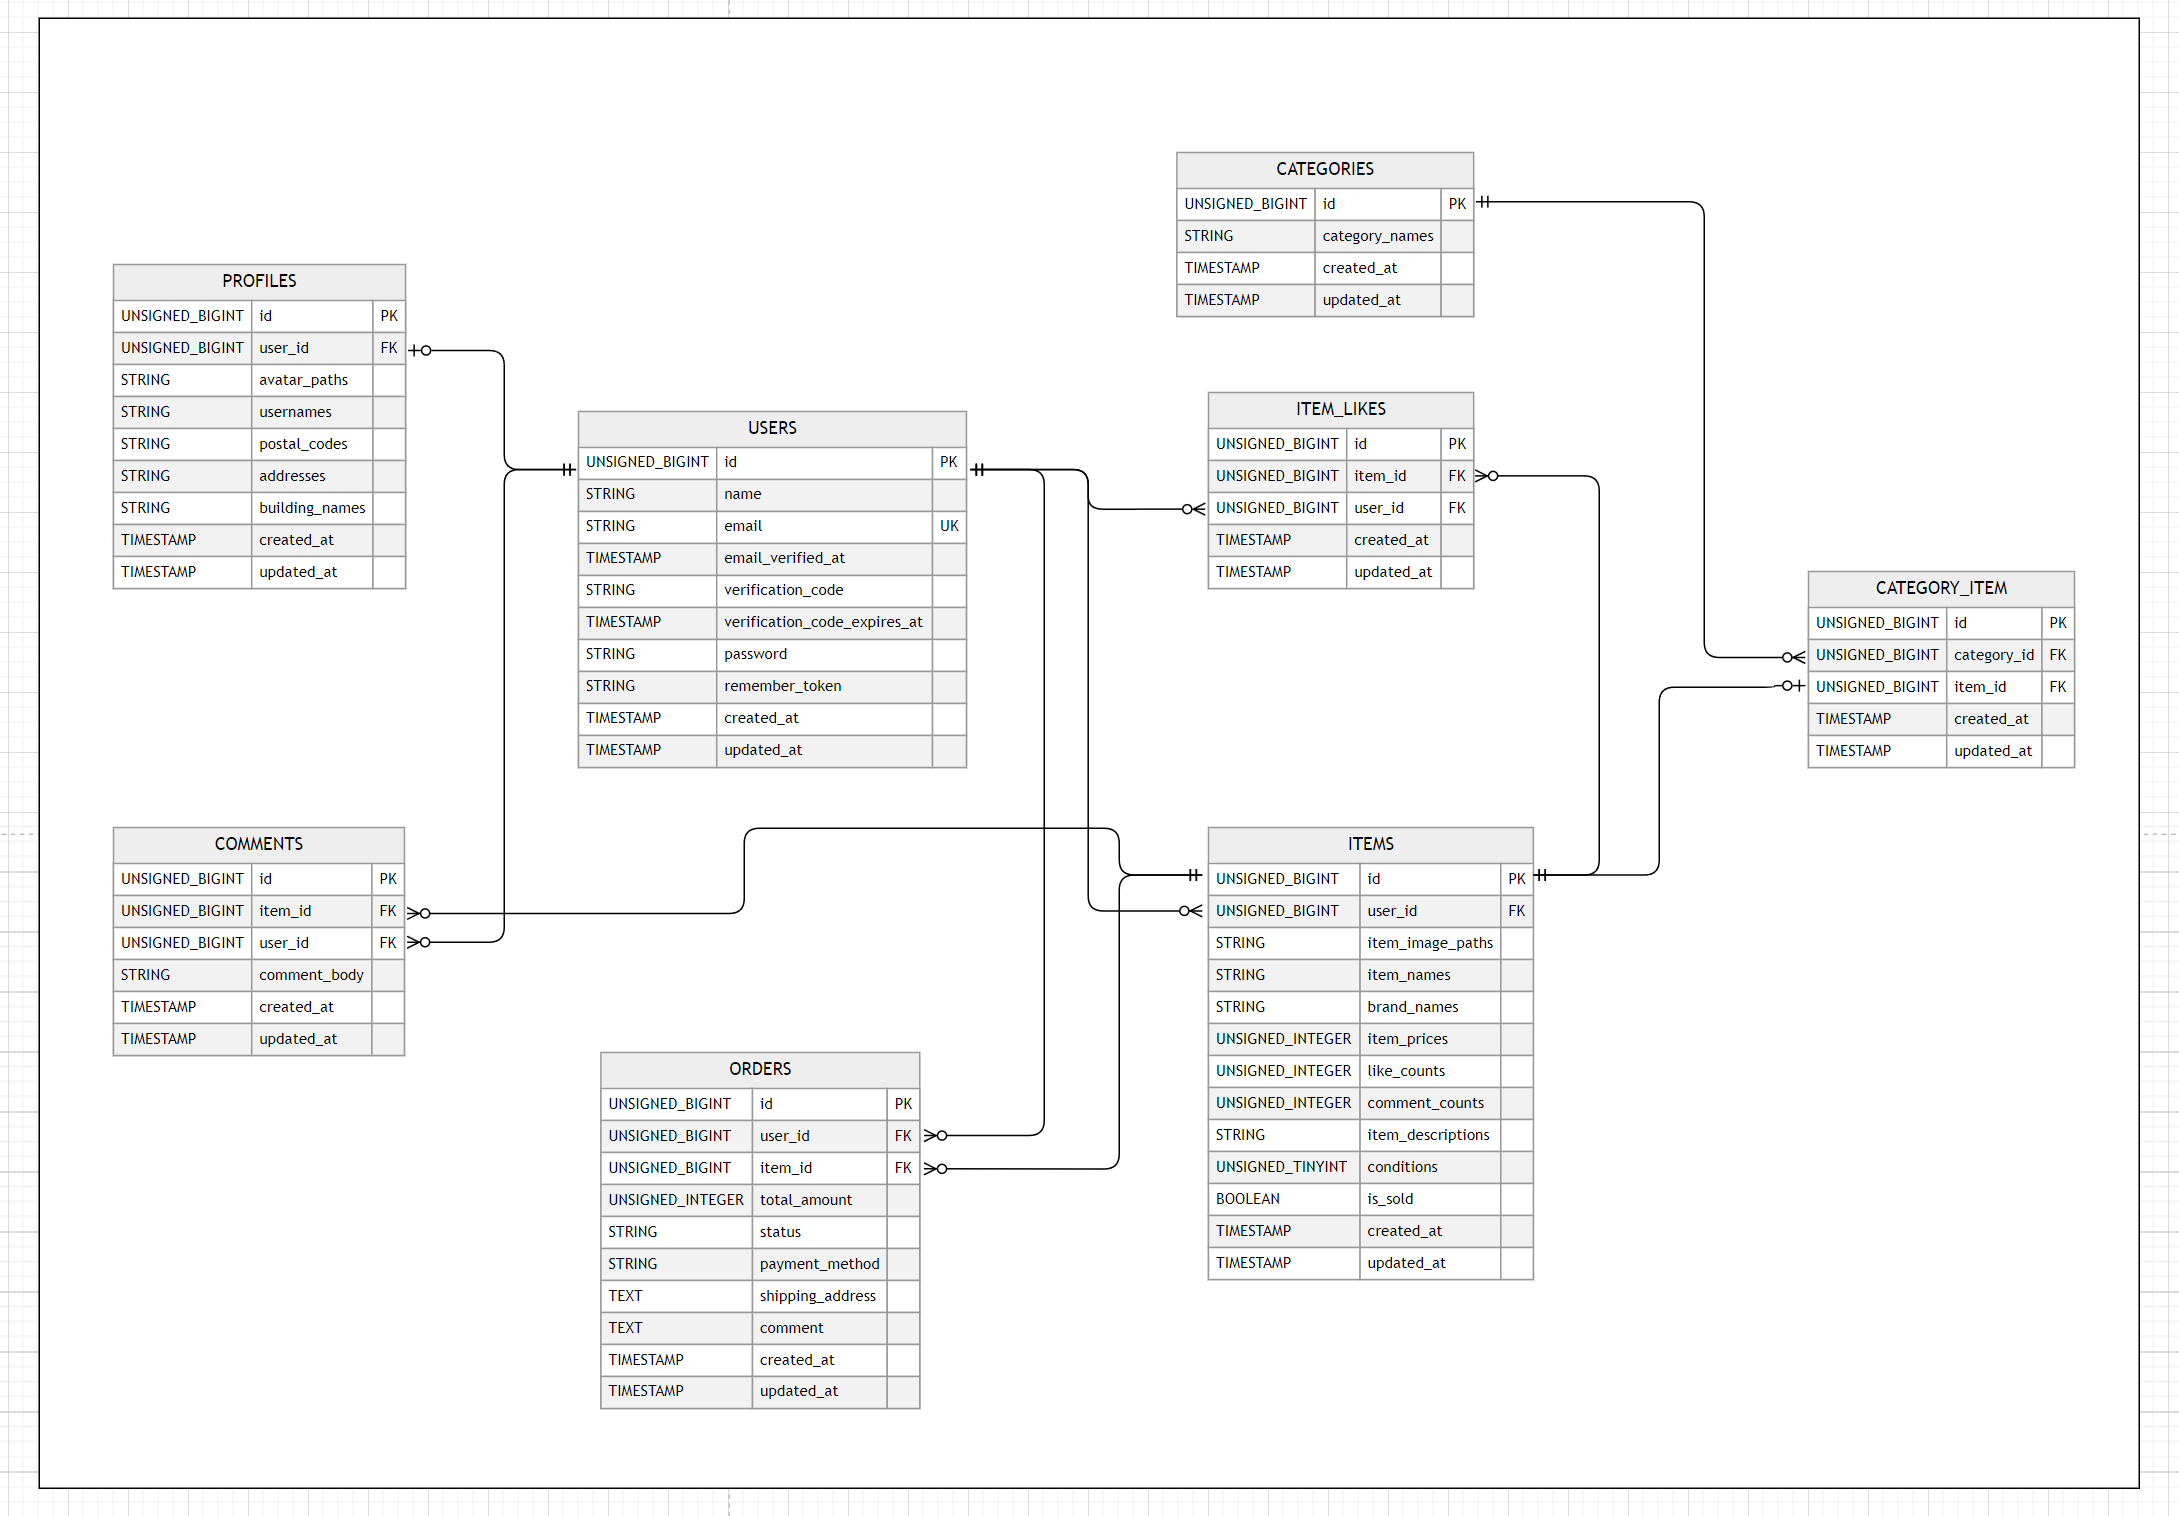 CATEGORIES
UNSIGNED_BIGINT id PK
STRING category_names
TIMESTAMP created_at
TIMESTAMP updated_at
PROFILES
UNSIGNED_BIGINT id PK
UNSIGNED_BIGINT user_id FK
STRING avatar_paths
STRING usernames
STRING postal_codes
STRING addresses
STRING building_names
TIMESTAMP created_at
TIMESTAMP updated_at
USERS
UNSIGNED_BIGINT id PK
STRING name
STRING email UK
TIMESTAMP email_verified_at
STRING verification_code
TIMESTAMP verification_code_expires_at
STRING password
STRING remember_token
TIMESTAMP created_at
TIMESTAMP updated_at
ITEM_LIKES
UNSIGNED_BIGINT id PK
UNSIGNED_BIGINT item_id FK
UNSIGNED_BIGINT user_id FK
TIMESTAMP created_at
TIMESTAMP updated_at
CATEGORY_ITEM
UNSIGNED_BIGINT id PK
UNSIGNED_BIGINT category_id FK
UNSIGNED_BIGINT item_id FK
TIMESTAMP created_at
TIMESTAMP updated_at
COMMENTS
UNSIGNED_BIGINT id PK
UNSIGNED_BIGINT item_id FK
UNSIGNED_BIGINT user_id FK
STRING comment_body
TIMESTAMP created_at
TIMESTAMP updated_at
ORDERS
UNSIGNED_BIGINT id PK
UNSIGNED_BIGINT user_id FK
UNSIGNED_BIGINT item_id FK
UNSIGNED_INTEGER total_amount
STRING status
STRING payment_method
TEXT shipping_address
TEXT comment
TIMESTAMP created_at
TIMESTAMP updated_at
ITEMS
UNSIGNED_BIGINT id PK
UNSIGNED_BIGINT user_id FK
STRING item_image_paths
STRING item_names
STRING brand_names
UNSIGNED_INTEGER item_prices
UNSIGNED_INTEGER like_counts
UNSIGNED_INTEGER comment_counts
STRING item_descriptions
UNSIGNED_TINYINT conditions
BOOLEAN is_sold
TIMESTAMP created_at
TIMESTAMP updated_at